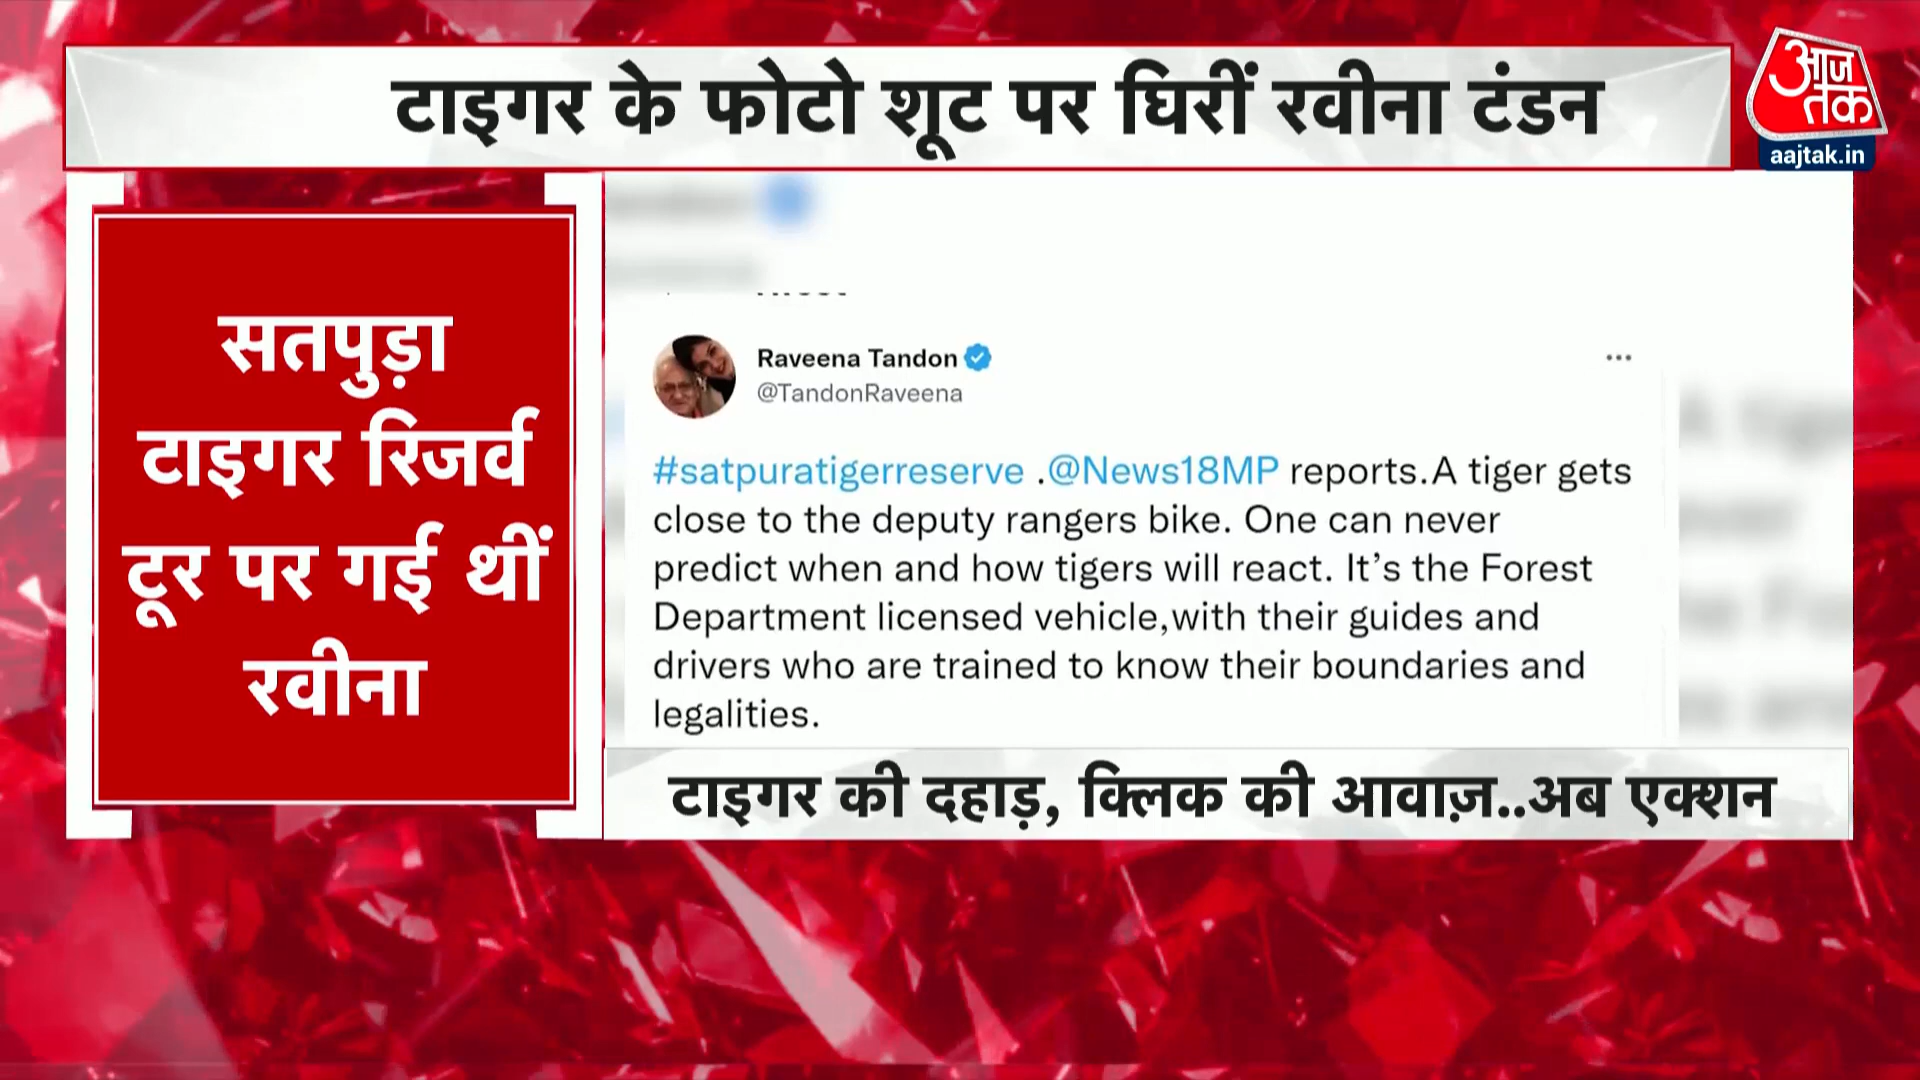 टाइगर के फोटो शूट पर घिरीं रवीना टंडन
आज
तक
aajtak.in
सतपुड़ा
टाइगर रिजर्व
टूर पर गई थीं
रवीना
Raveena Tandon
@TandonRaveena
#satpuratigerreserve .@News18MP reports.A tiger gets
close to the deputy rangers bike. One can never
predict when and how tigers will react. It’s the Forest
Department licensed vehicle,with their guides and
drivers who are trained to know their boundaries and
legalities.
टाइगर की दहाड़, क्लिक की आवाज़..अब एक्शन